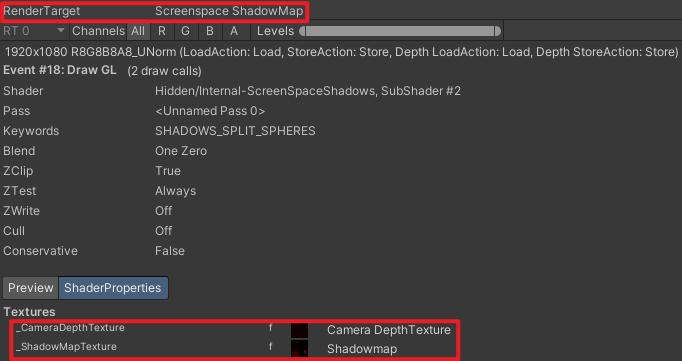 RenderTarget Screenspace ShadowMap
RT 0 Channels All R G B A Levels
1920x1080 R8G8B8A8_UNorm (LoadAction: Load, StoreAction: Store, Depth LoadAction: Load, Depth StoreAction: Store)
Event #18: Draw GL (2 draw calls)
Shader Hidden/Internal-ScreenSpaceShadows, SubShader #2
Pass <Unnamed Pass 0>
Keywords SHADOWS_SPLIT_SPHERES
Blend One Zero
ZClip True
ZTest Always
ZWrite Off
Cull Off
Conservative False
Preview ShaderProperties
Textures
_CameraDepthTexture f Camera DepthTexture
_ShadowMapTexture f Shadowmap